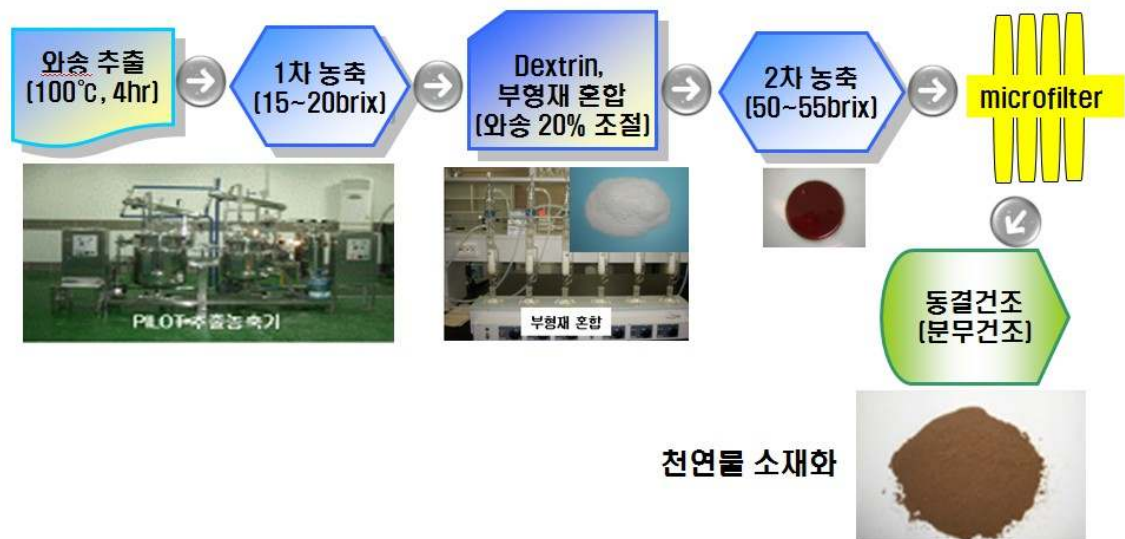 와송 추출
(100℃, 4hr)
1차 농축
(15~20brix)
Dextrin,
부형재 혼합
(와송 20% 조절)
2차 농축
(50~55brix)
microfilter
PILOT 추출농축기
부형재 혼합
동결건조
(분무건조)
천연물 소재화